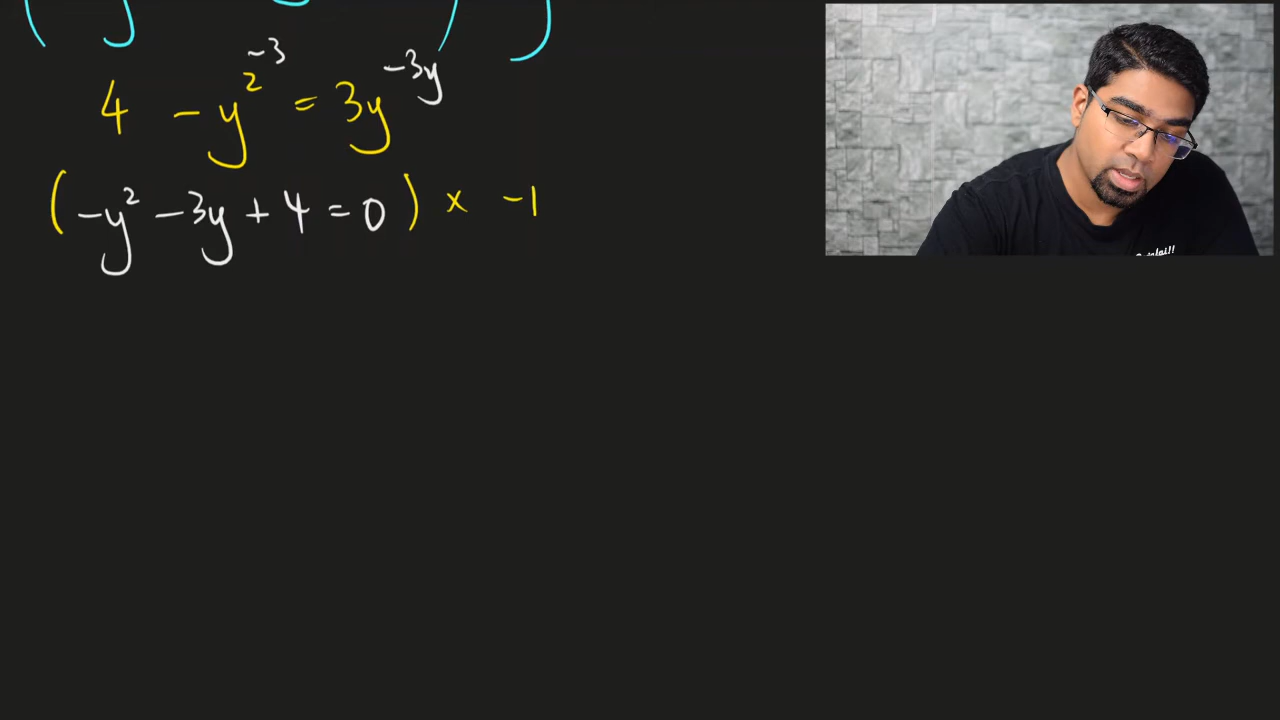 4 - y² ⁻³ = 3y ⁻³ʸ
(-y² - 3y + 4 = 0) × -1